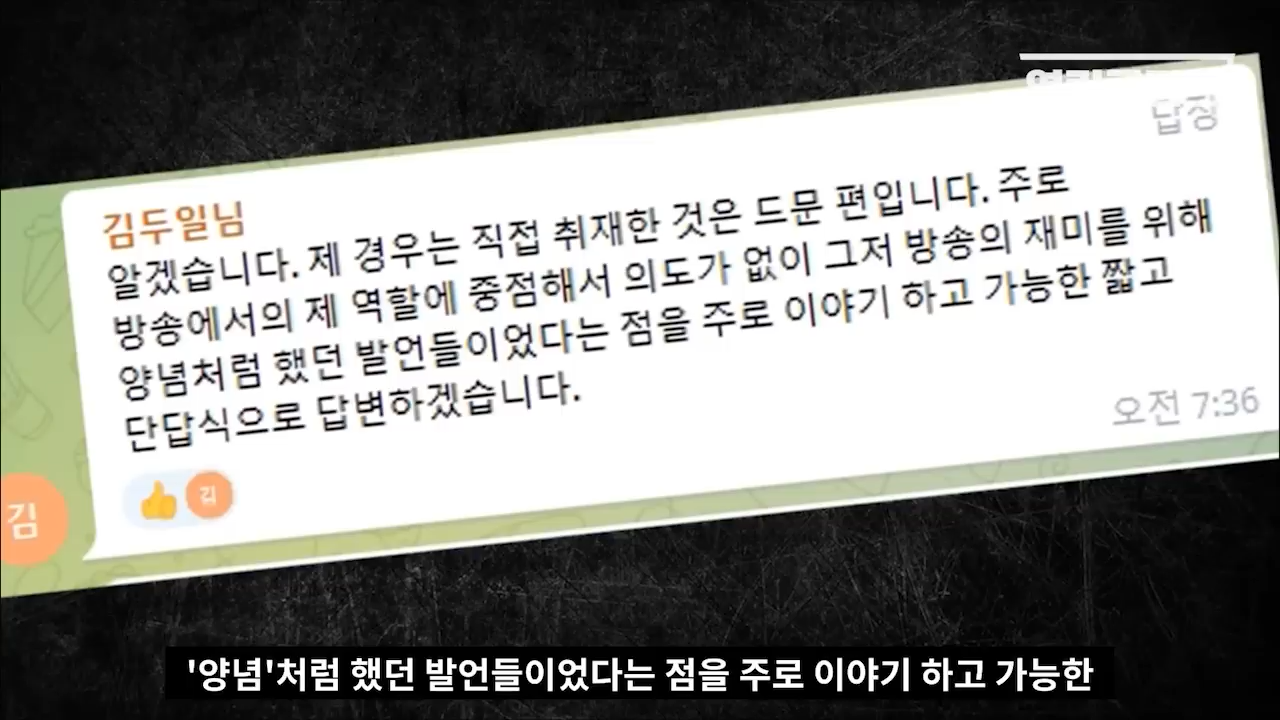 답장
김두일님
알겠습니다. 제 경우는 직접 취재한 것은 드문 편입니다. 주로
방송에서의 제 역할에 중점해서 의도가 없이 그저 방송의 재미를 위해
양념처럼 했던 발언들이었다는 점을 주로 이야기 하고 가능한 짧고
단답식으로 답변하겠습니다.
오전 7:36
김
김
'양념'처럼 했던 발언들이었다는 점을 주로 이야기 하고 가능한